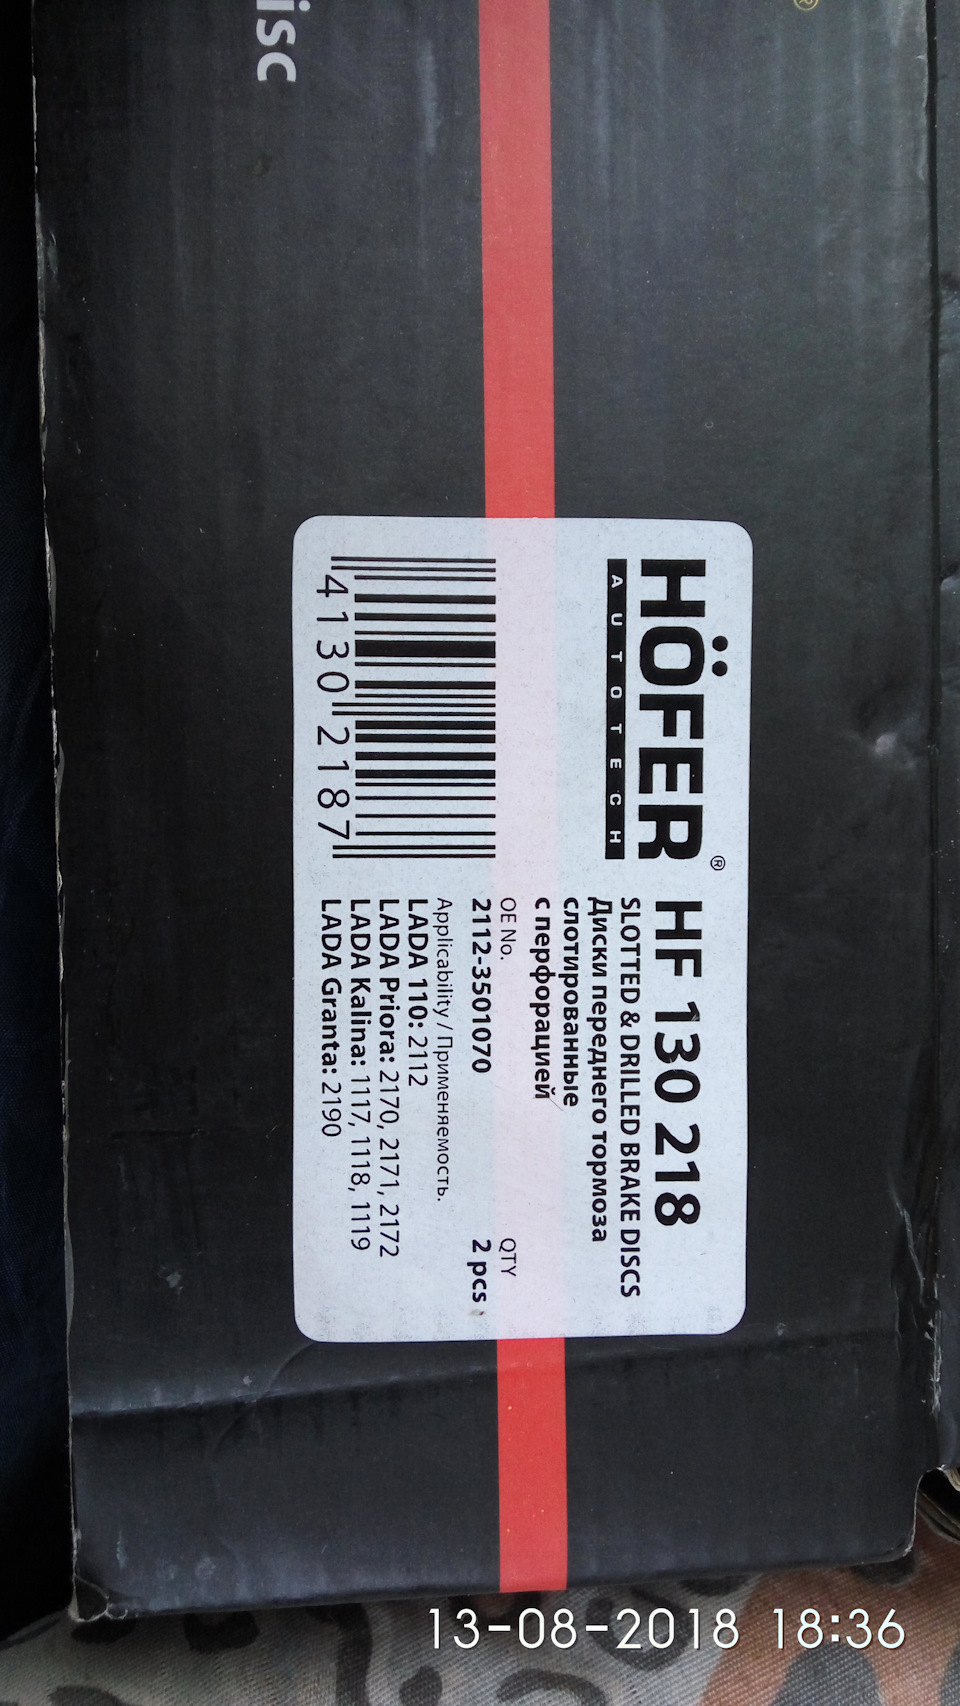 isc
®
HÖFER®
AUTOTECH
HF 130 218
SLOTTED & DRILLED BRAKE DISCS
Диски переднего тормоза
слотированные
с перфорацией
OE No.
QTY
2112-3501070
2 pcs
Applicability / Применяемость.
LADA 110: 2112
LADA Priora: 2170, 2171, 2172
LADA Kalina: 1117, 1118, 1119
LADA Granta: 2190
41302187
13-08-2018 18:36